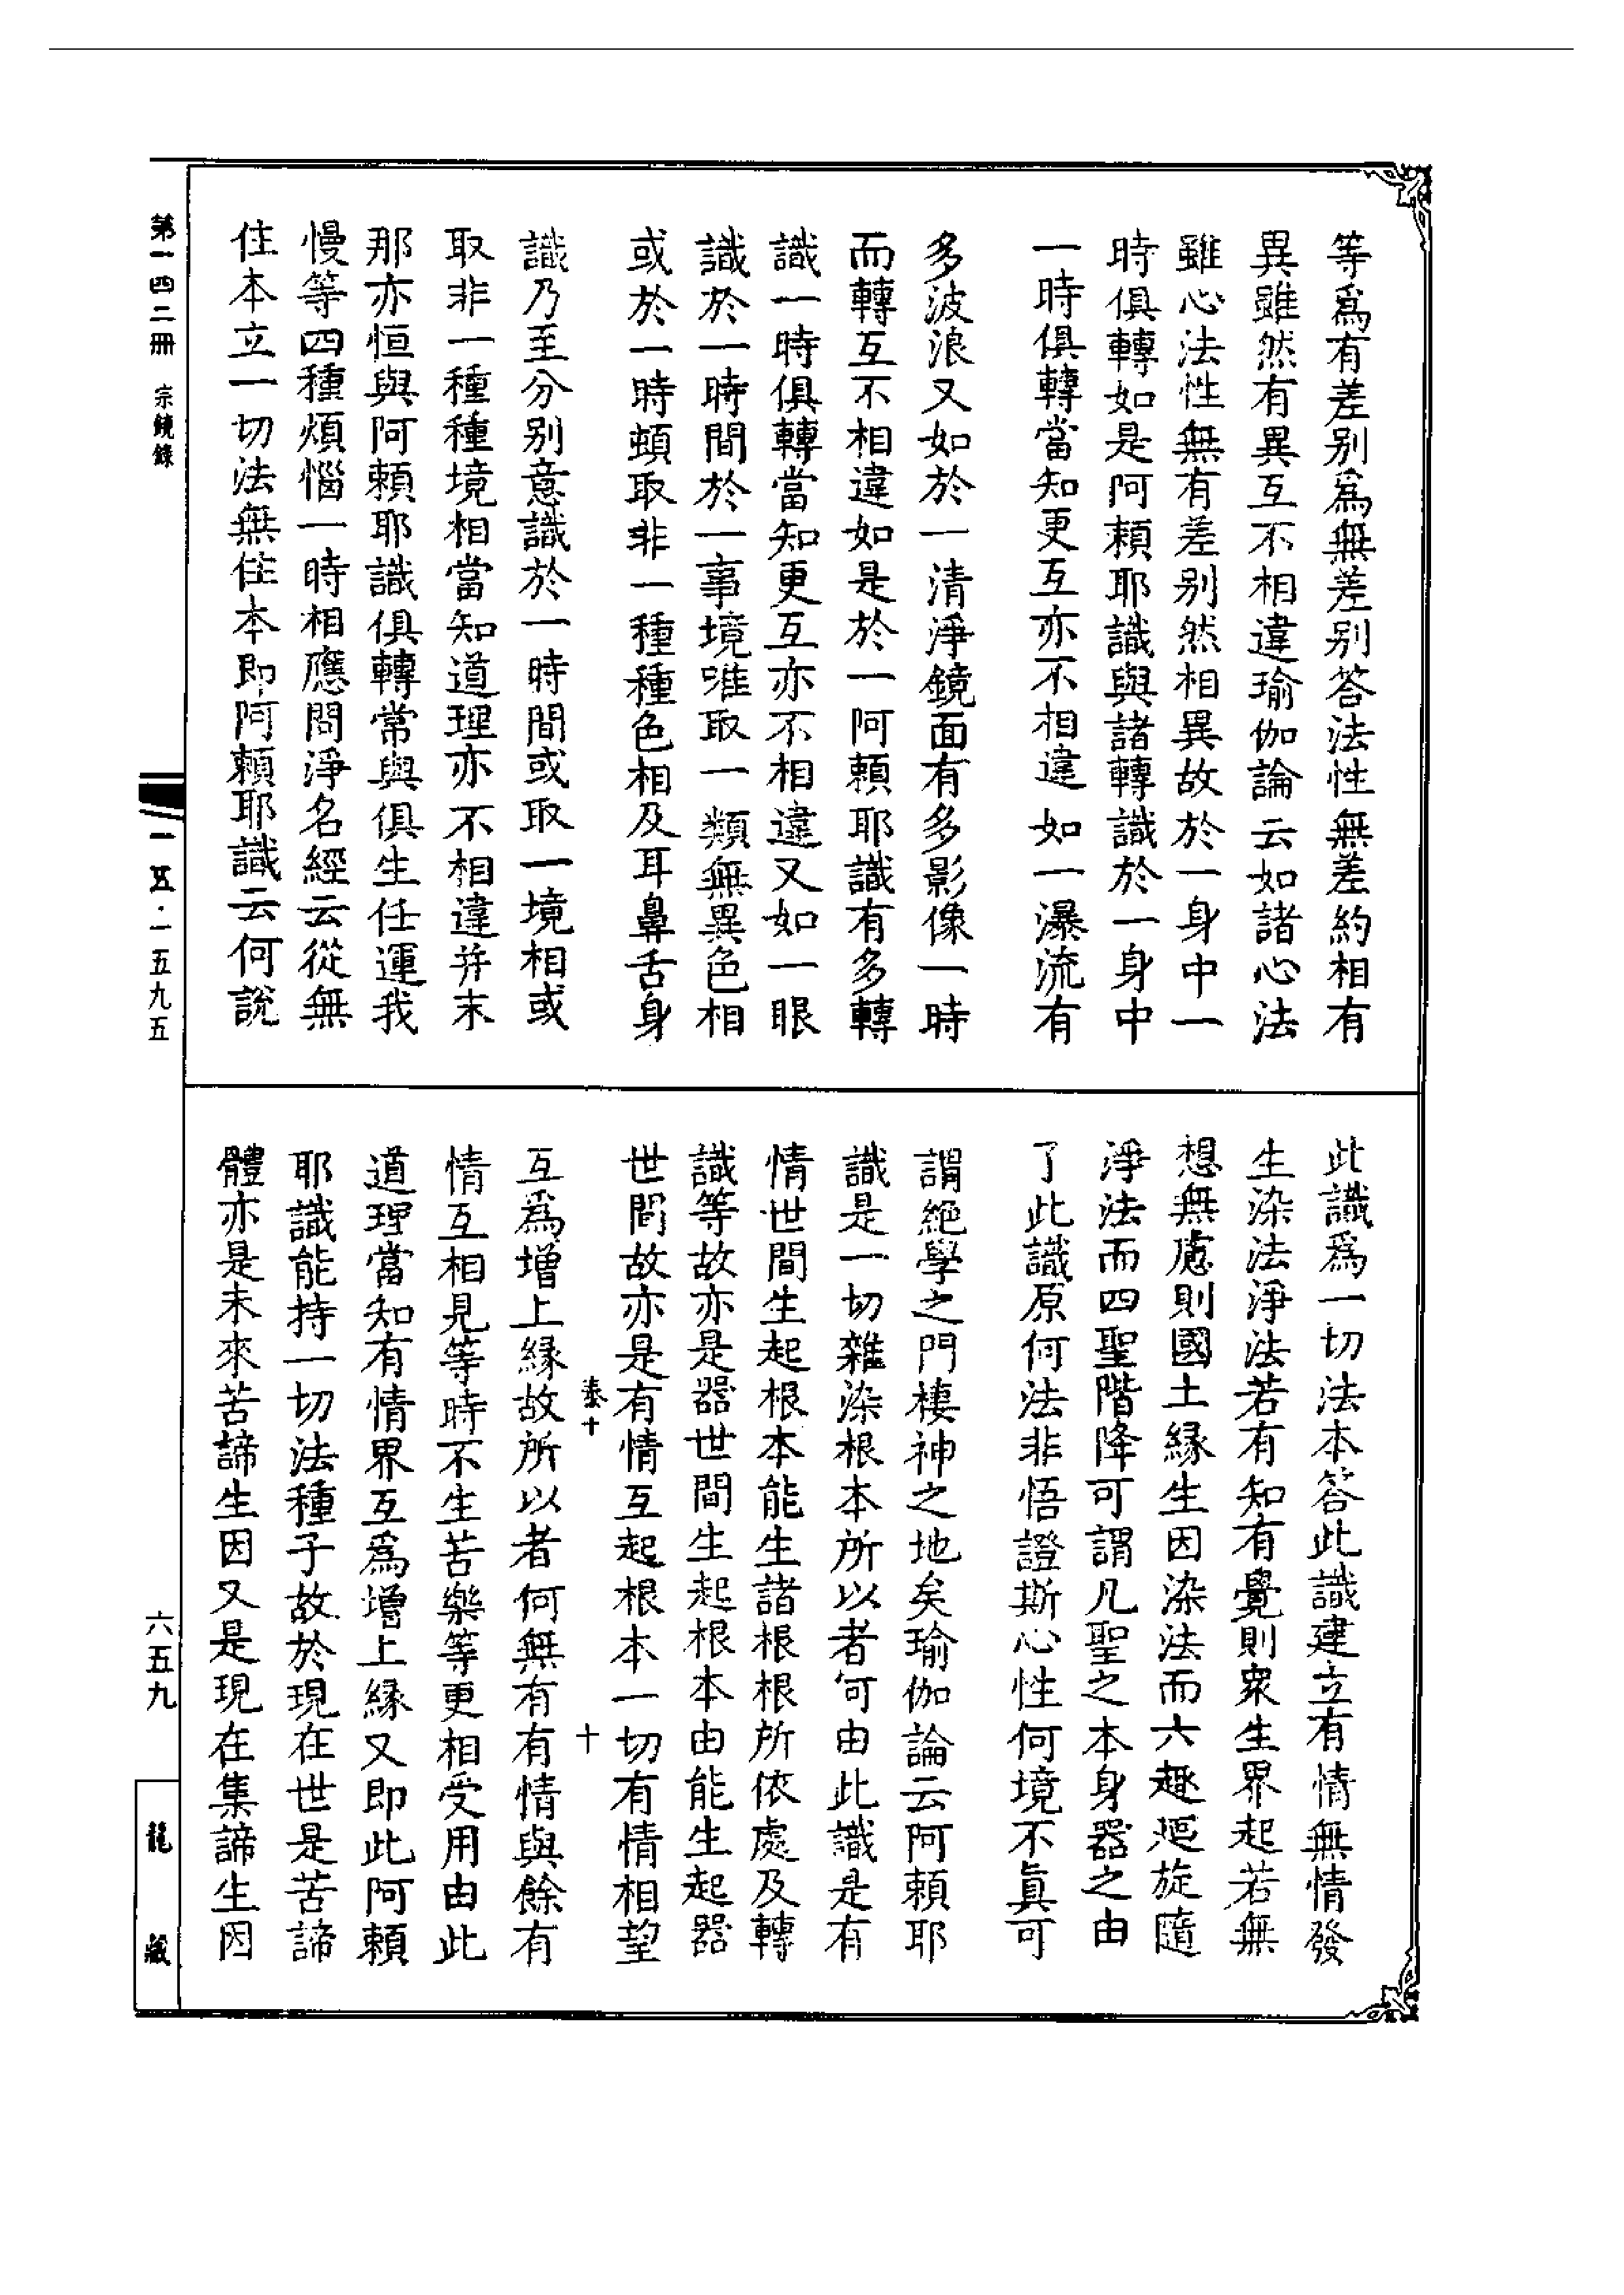 等爲有差别爲無差别答法性無差約相有
異雖然有異互不相違瑜伽論云如諸心法
雖心法性無有差别然相異故於一身中一
時俱轉如是阿賴耶識與諸轉識於一身中
一時俱轉當知更互亦不相違如一瀑流有
多波浪又如於一清淨鏡面有多影像一時
而轉互不相違如是於一阿賴耶識有多轉
識一時俱轉當知更互亦不相違又如一眼
識於一時間於一事境唯取一類無異色相
或於一時頓取非一種種色相及耳鼻舌身
識乃至分别意識於一時間或取一境相或
取非一種種境相當知道理亦不相違并末
那亦恒與阿賴耶識俱轉常與俱生任運我
慢等四種煩惱一時相應問淨名經云從無
住本立一切法無住本即阿賴耶識云何說
此識爲一切法本答此識建立有情無情發
生染法淨法若有知有覺則衆生界起若無
想無慮則國土緣生因染法而六趣𢌞旋隨
淨法而四聖階降可謂凡聖之本身器之由
了此識原何法非悟證斯心性何境不真可
謂絕學之門棲神之地矣瑜伽論云阿賴耶
識是一切雜染根本所以者何由此識是有
情世間生起根本能生諸根根所依處及轉
識等故亦是器世間生起根本由能生起器
世間故亦是有情互起根本一切有情相望
秦十 十
互爲增上緣故所以者何無有有情與餘有
情互相見等時不生苦樂等更相受用由此
道理當知有情界互爲增上緣又即此阿賴
耶識能持一切法種子故於現在世是苦諦
體亦是未來苦諦生因又是現在集諦生因
第一四二冊 宗鏡錄
一五·一五九五
六五九
龍藏